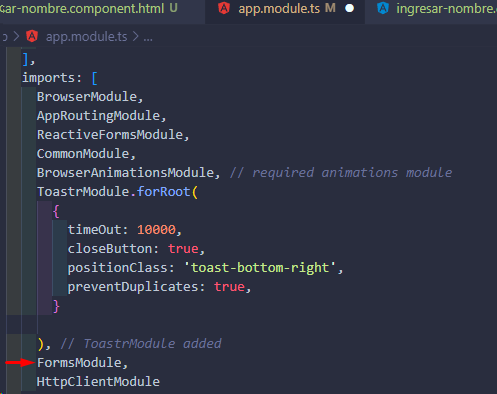 ar-nombre.component.html U
app.module.ts M
ingresar-nombre.
app.module.ts > ...
],
imports: [
BrowserModule,
AppRoutingModule,
ReactiveFormsModule,
CommonModule,
BrowserAnimationsModule, // required animations module
ToastrModule.forRoot(
{
timeOut: 10000,
closeButton: true,
positionClass: 'toast-bottom-right',
preventDuplicates: true,
}
), // ToastrModule added
FormsModule,
HttpClientModule